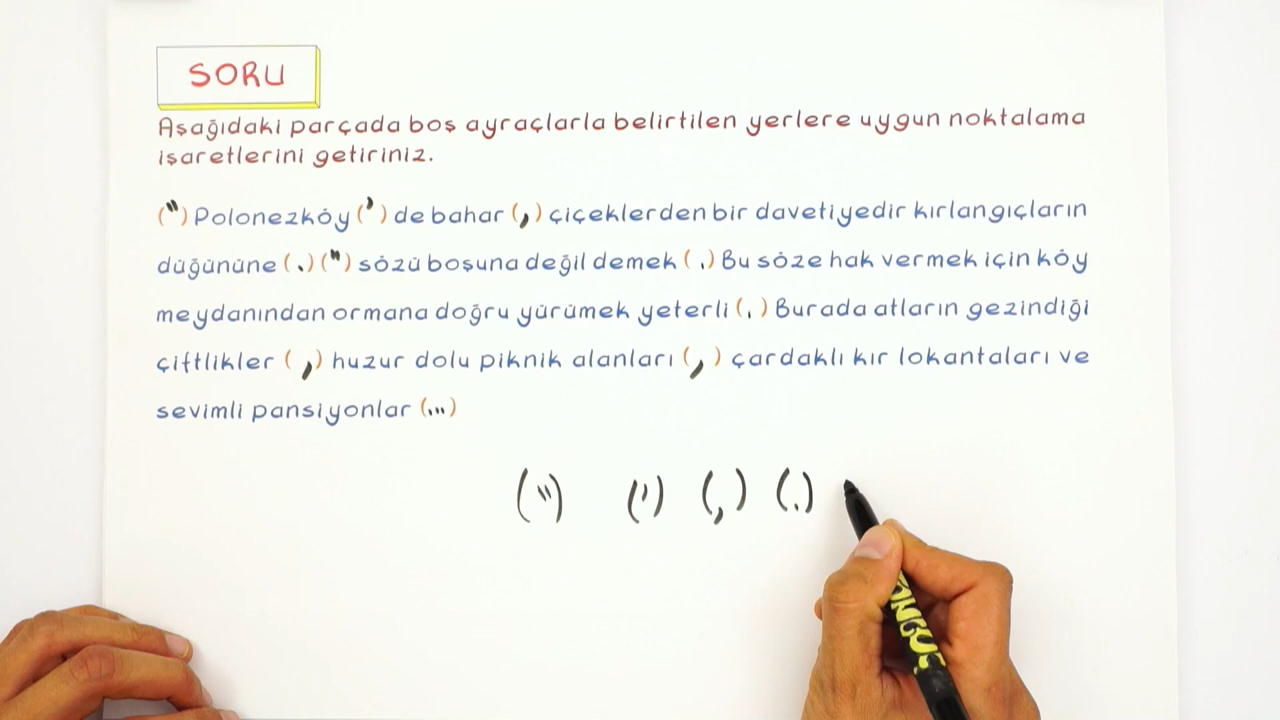 SORU
Aşağıdaki parçada boş ayraçlarla belirtilen yerlere uygun noktalama
işaretlerini getiriniz.
(") Polonezköy (') de bahar (,) çiçeklerden bir davetiyedir kırlangıçların
düğününe (.) (") sözü boşuna değil demek (.) Bu söze hak vermek için köy
meydanından ormana doğru yürümek yeterli (.) Burada atların gezindiği
çiftlikler (,) huzur dolu piknik alanları (,) çardaklı kır lokantaları ve
sevimli pansiyonlar (...)
(") (') (,) (.)